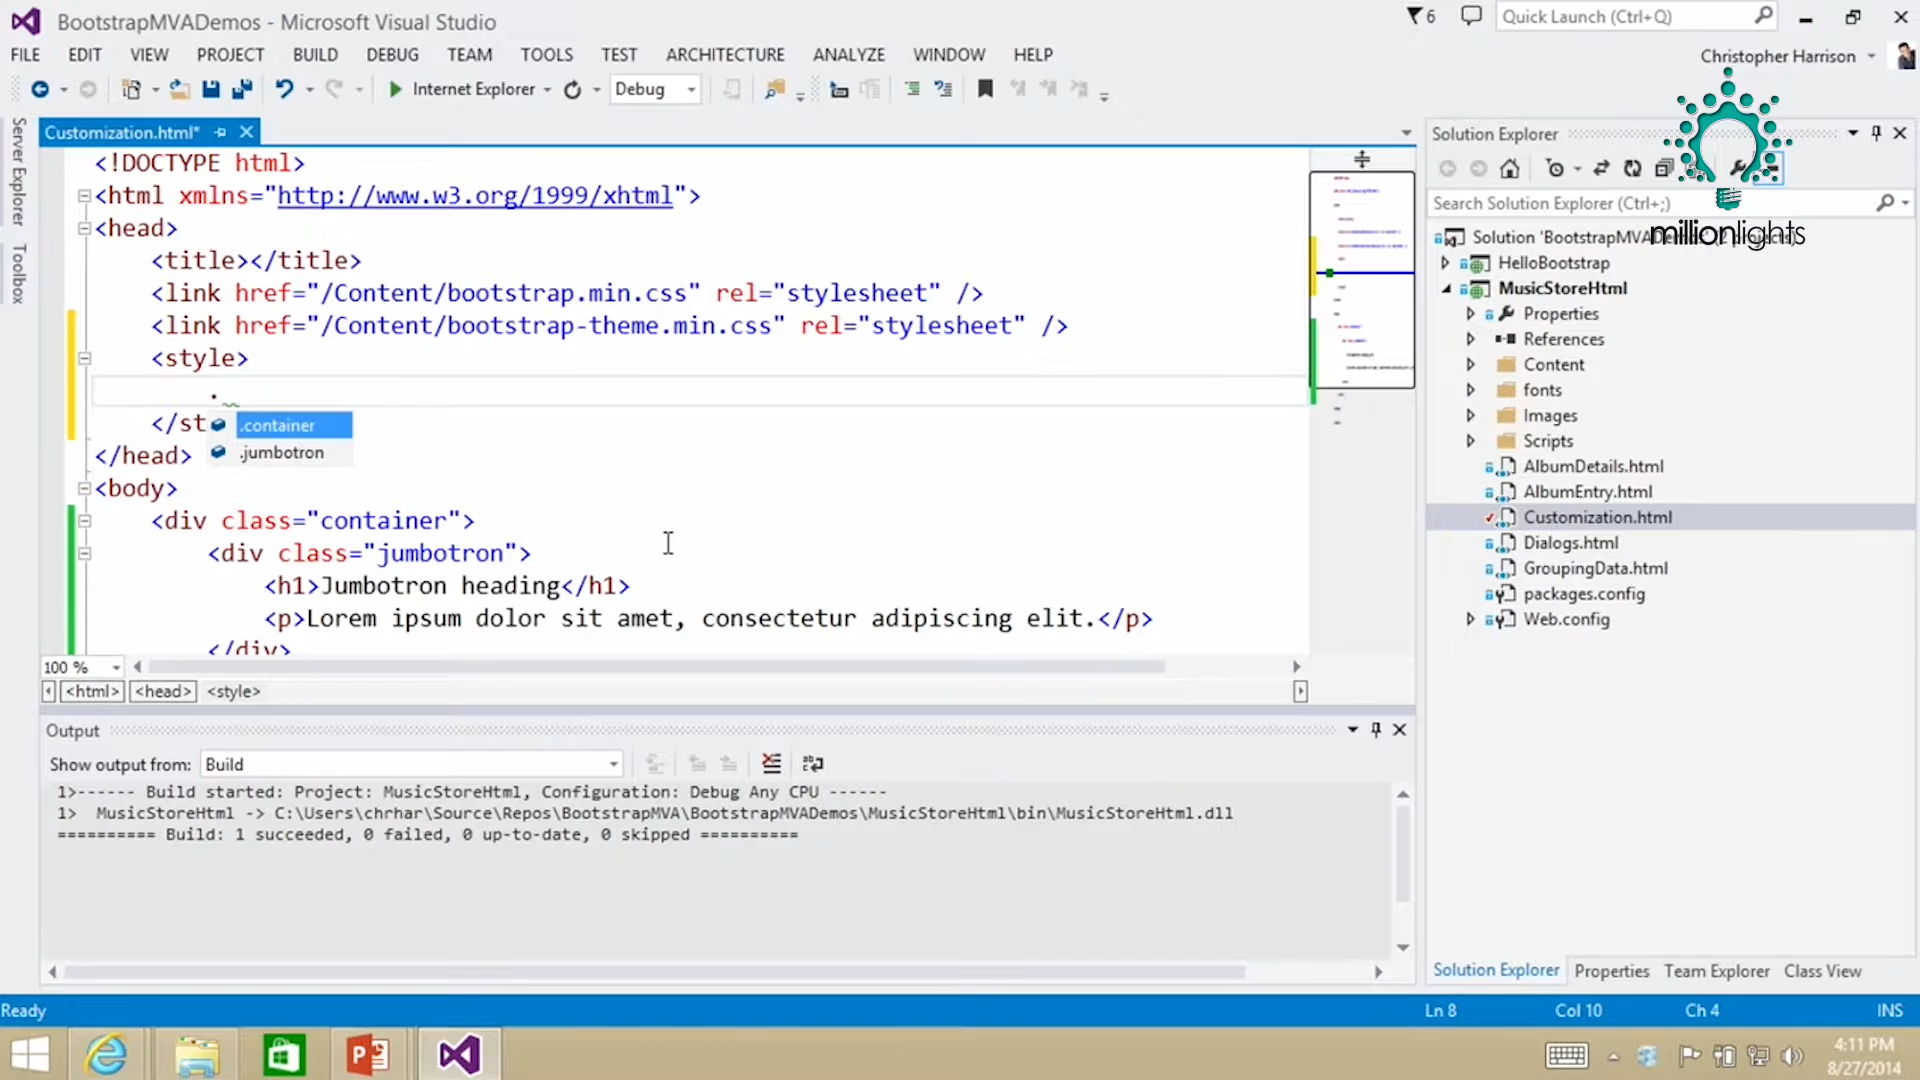 BootstrapMVADemos - Microsoft Visual Studio
6
Quick Launch (Ctrl+Q)
FILE EDIT VIEW PROJECT BUILD DEBUG TEAM TOOLS TEST ARCHITECTURE ANALYZE WINDOW HELP
Christopher Harrison
Internet Explorer
Debug
Server Explorer
Toolbox
Customization.html*
<!DOCTYPE html>
<html xmlns="http://www.w3.org/1999/xhtml">
<head>
<title></title>
<link href="/Content/bootstrap.min.css" rel="stylesheet" />
<link href="/Content/bootstrap-theme.min.css" rel="stylesheet" />
<style>
.
</st
.container
.jumbotron
</head>
<body>
<div class="container">
<div class="jumbotron">
<h1>Jumbotron heading</h1>
<p>Lorem ipsum dolor sit amet, consectetur adipiscing elit.</p>
</div>
100 %
<html> <head> <style>
Output
Show output from: Build
1>------ Build started: Project: MusicStoreHtml, Configuration: Debug Any CPU ------
1> MusicStoreHtml -> C:\Users\chrhar\Source\Repos\BootstrapMVA\BootstrapMVADemos\MusicStoreHtml\bin\MusicStoreHtml.dll
========== Build: 1 succeeded, 0 failed, 0 up-to-date, 0 skipped ==========
Solution Explorer
Search Solution Explorer (Ctrl+;)
millionlights
Solution 'BootstrapMVADemos'
HelloBootstrap
MusicStoreHtml
Properties
References
Content
fonts
Images
Scripts
AlbumDetails.html
AlbumEntry.html
Customization.html
Dialogs.html
GroupingData.html
packages.config
Web.config
Solution Explorer Properties Team Explorer Class View
Ready
Ln 8 Col 10 Ch 4 INS
4:11 PM
8/27/2014